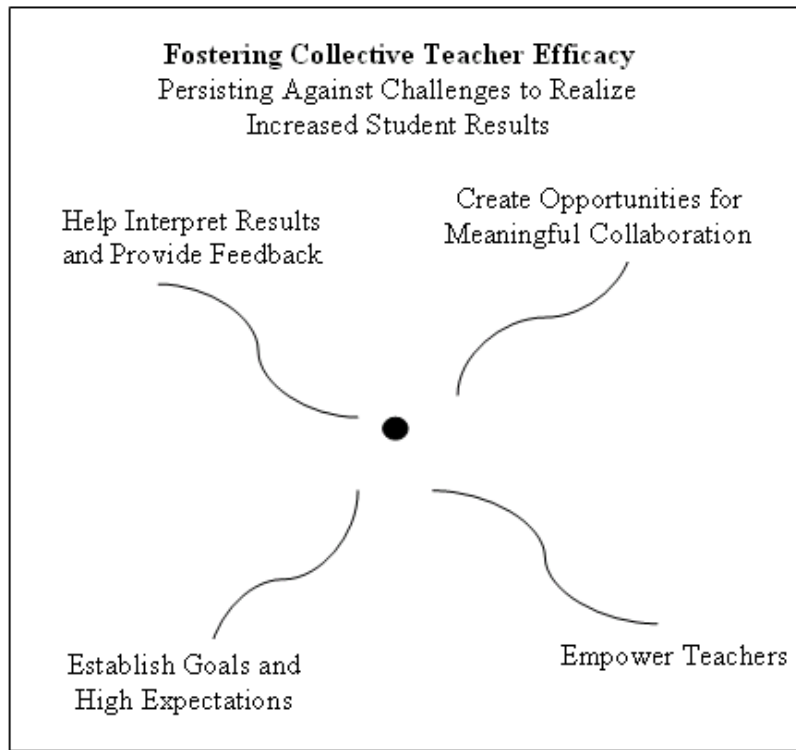 Fostering Collective Teacher Efficacy
Persisting Against Challenges to Realize
Increased Student Results
Help Interpret Results
and Provide Feedback
Create Opportunities for
Meaningful Collaboration
Establish Goals and
High Expectations
Empower Teachers